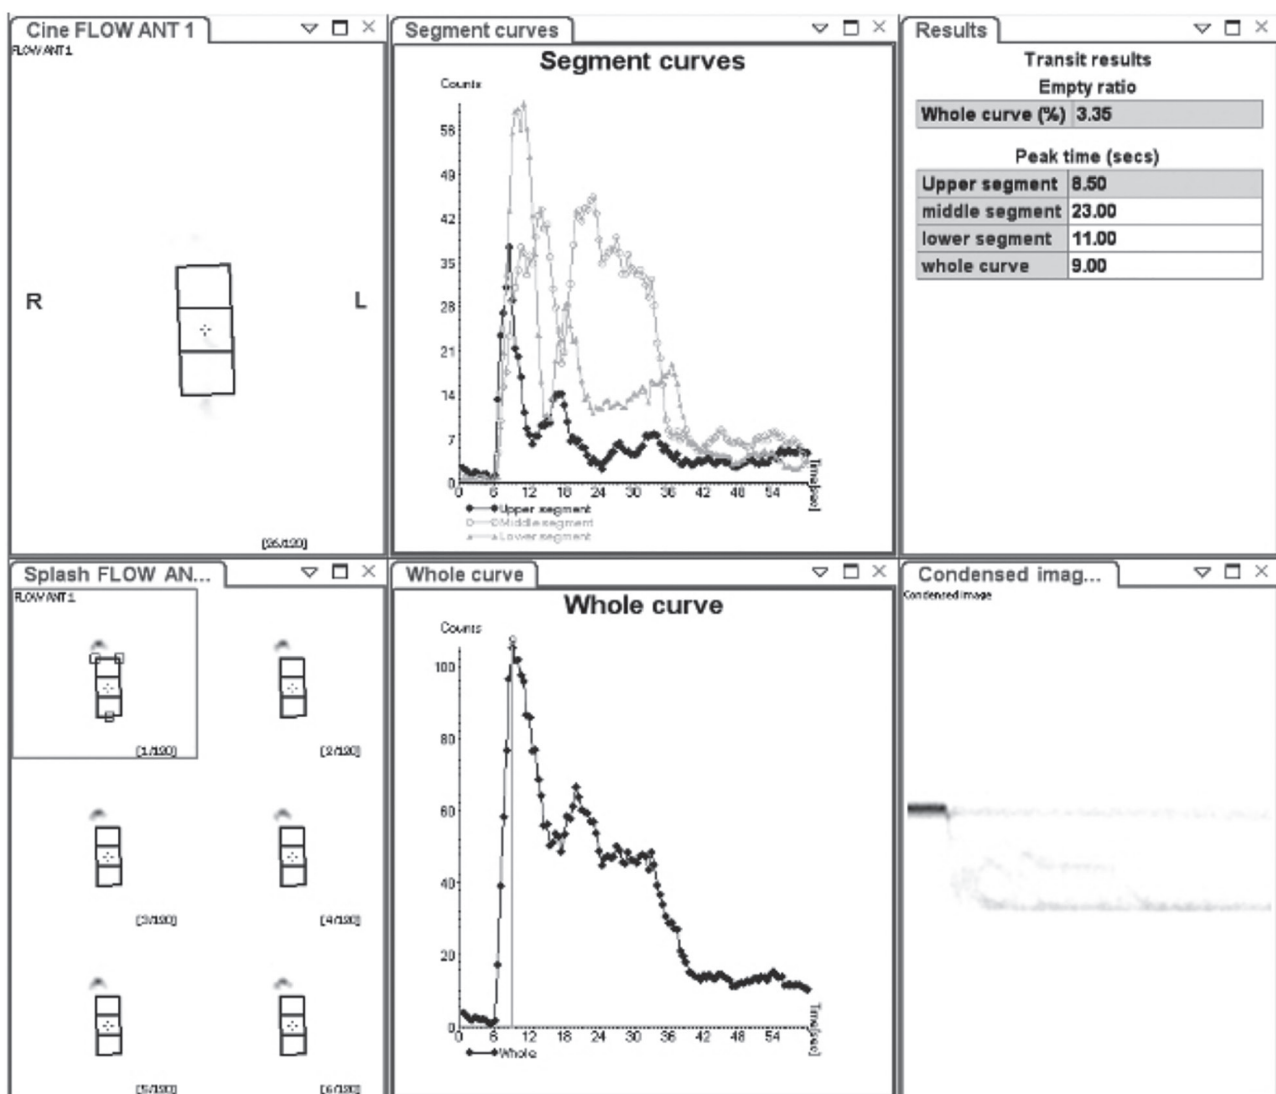 Cine FLOW ANT 1
FLOW ANT 1
R
L
[36/120]
Segment curves
Segment curves
Counts
56
49
42
35
28
21
14
7
0
0 6 12 18 24 30 36 42 48 54
Time[sec]
Upper segment
Middle segment
Lower segment
Results
Transit results
Empty ratio
Whole curve (%) 3.35
Peak time (secs)
Upper segment 8.50
middle segment 23.00
lower segment 11.00
whole curve 9.00
Splash FLOW AN...
FLOW ANT 1
[1/120]
[2/120]
[3/120]
[4/120]
[5/120]
[6/120]
Whole curve
Whole curve
Counts
100
80
60
40
20
0
0 6 12 18 24 30 36 42 48 54
Time[sec]
Whole
Condensed imag...
Condensed image